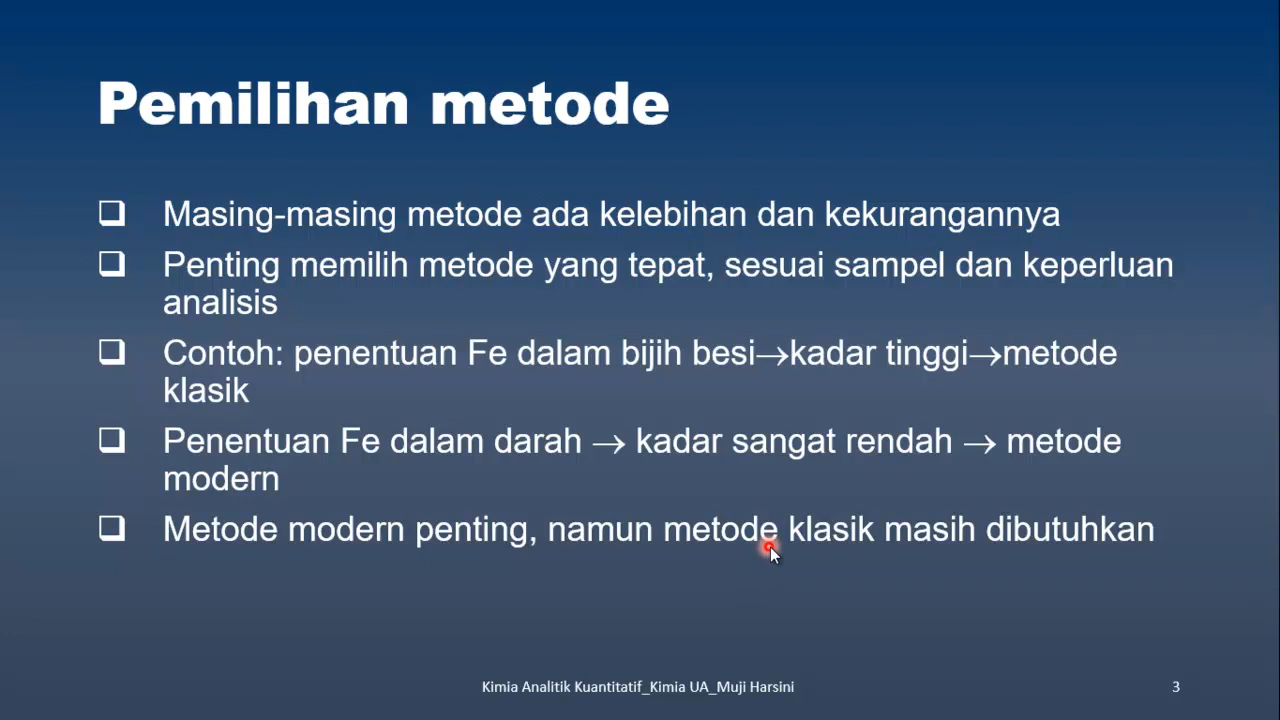 Pemilihan metode
❑ Masing-masing metode ada kelebihan dan kekurangannya
❑ Penting memilih metode yang tepat, sesuai sampel dan keperluan
analisis
❑ Contoh: penentuan Fe dalam bijih besi→kadar tinggi→metode
klasik
❑ Penentuan Fe dalam darah → kadar sangat rendah → metode
modern
❑ Metode modern penting, namun metode klasik masih dibutuhkan
Kimia Analitik Kuantitatif_Kimia UA_Muji Harsini
3